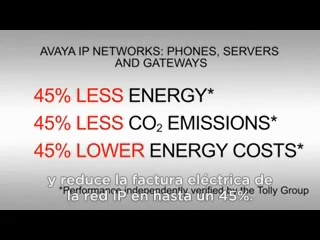 AVAYA IP NETWORKS: PHONES, SERVERS
AND GATEWAYS
45% LESS ENERGY*
45% LESS CO₂ EMISSIONS*
45% LOWER ENERGY COSTS*
y reduce la factura eléctrica de
*Performance independently verified by the Tolly Group
la red IP en hasta un 45%.